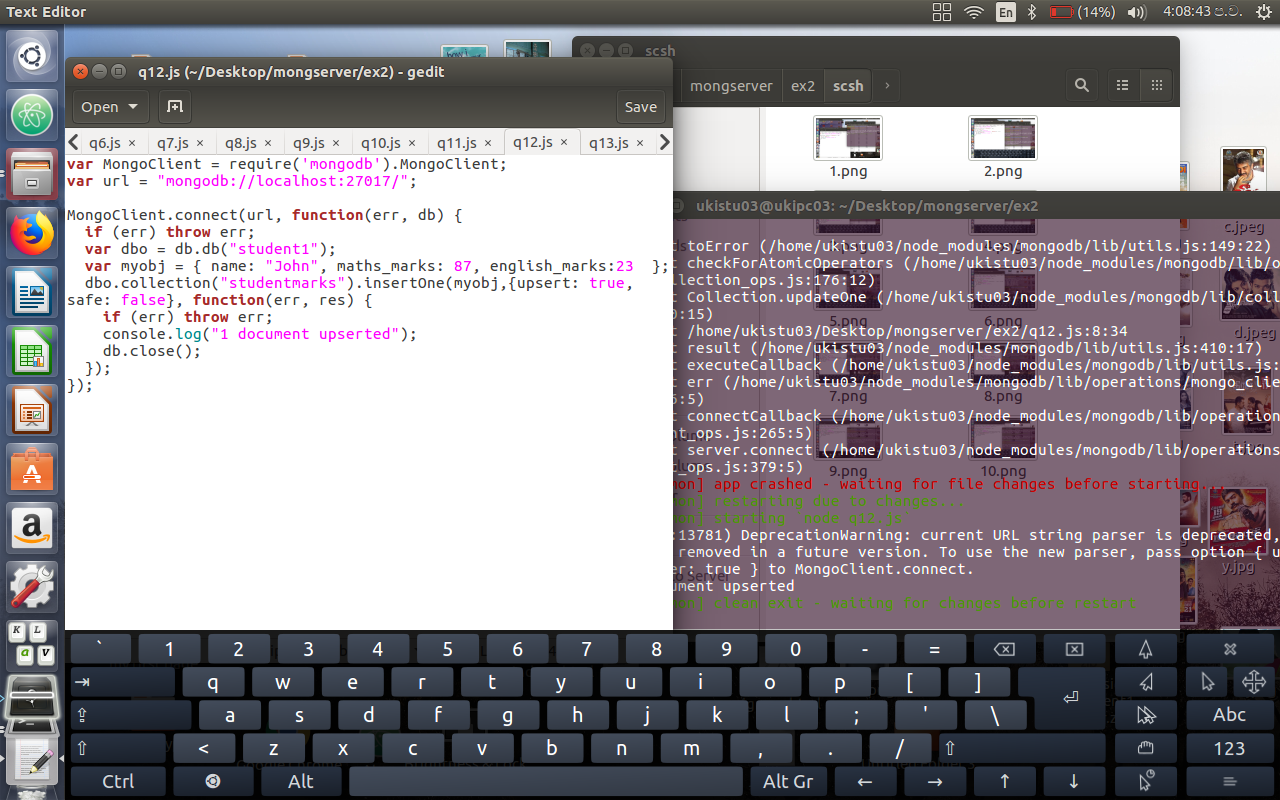 Text Editor
En
(14%)
4:08:43 ප.ව.
scsh
q12.js (~/Desktop/mongserver/ex2) - gedit
Open
Save
mongserver
ex2
scsh
q6.js
q7.js
q8.js
q9.js
q10.js
q11.js
q12.js
q13.js
var MongoClient = require('mongodb').MongoClient;
var url = "mongodb://localhost:27017/";
MongoClient.connect(url, function(err, db) {
if (err) throw err;
var dbo = db.db("student1");
var myobj = { name: "John", maths_marks: 87, english_marks:23 };
dbo.collection("studentmarks").insertOne(myobj,{upsert: true,
safe: false}, function(err, res) {
if (err) throw err;
console.log("1 document upserted");
db.close();
});
});
1.png
2.png
ukistu03@ukipc03: ~/Desktop/mongserver/ex2
stoError (/home/ukistu03/node_modules/mongodb/lib/utils.js:149:22)
checkForAtomicOperators (/home/ukistu03/node_modules/mongodb/lib/o
llection_ops.js:176:12)
t Collection.updateOne (/home/ukistu03/node_modules/mongodb/lib/coll
0:15)
t /home/ukistu03/Desktop/mongserver/ex2/q12.js:8:34
t result (/home/ukistu03/node_modules/mongodb/lib/utils.js:410:17)
t executeCallback (/home/ukistu03/node_modules/mongodb/lib/utils.js:
t err (/home/ukistu03/node_modules/mongodb/lib/operations/mongo_clie
5:5)
t connectCallback (/home/ukistu03/node_modules/mongodb/lib/operation
nt_ops.js:265:5)
t server.connect (/home/ukistu03/node_modules/mongodb/lib/operations
t_ops.js:379:5)
mon] app crashed - waiting for file changes before starting...
mon] restarting due to changes...
mon] starting `node q12.js`
:13781) DeprecationWarning: current URL string parser is deprecated,
removed in a future version. To use the new parser, pass option { u
er: true } to MongoClient.connect.
ument upserted
mon] clean exit - waiting for changes before restart
5.png
6.png
7.png
8.png
9.png
10.png
c.jpeg
d.jpeg
y.jpg
` 1 2 3 4 5 6 7 8 9 0 - =
q w e r t y u i o p [ ]
a s d f g h j k l ; ' \
Abc
< z x c v b n m , . /
123
Ctrl
Alt
Alt Gr